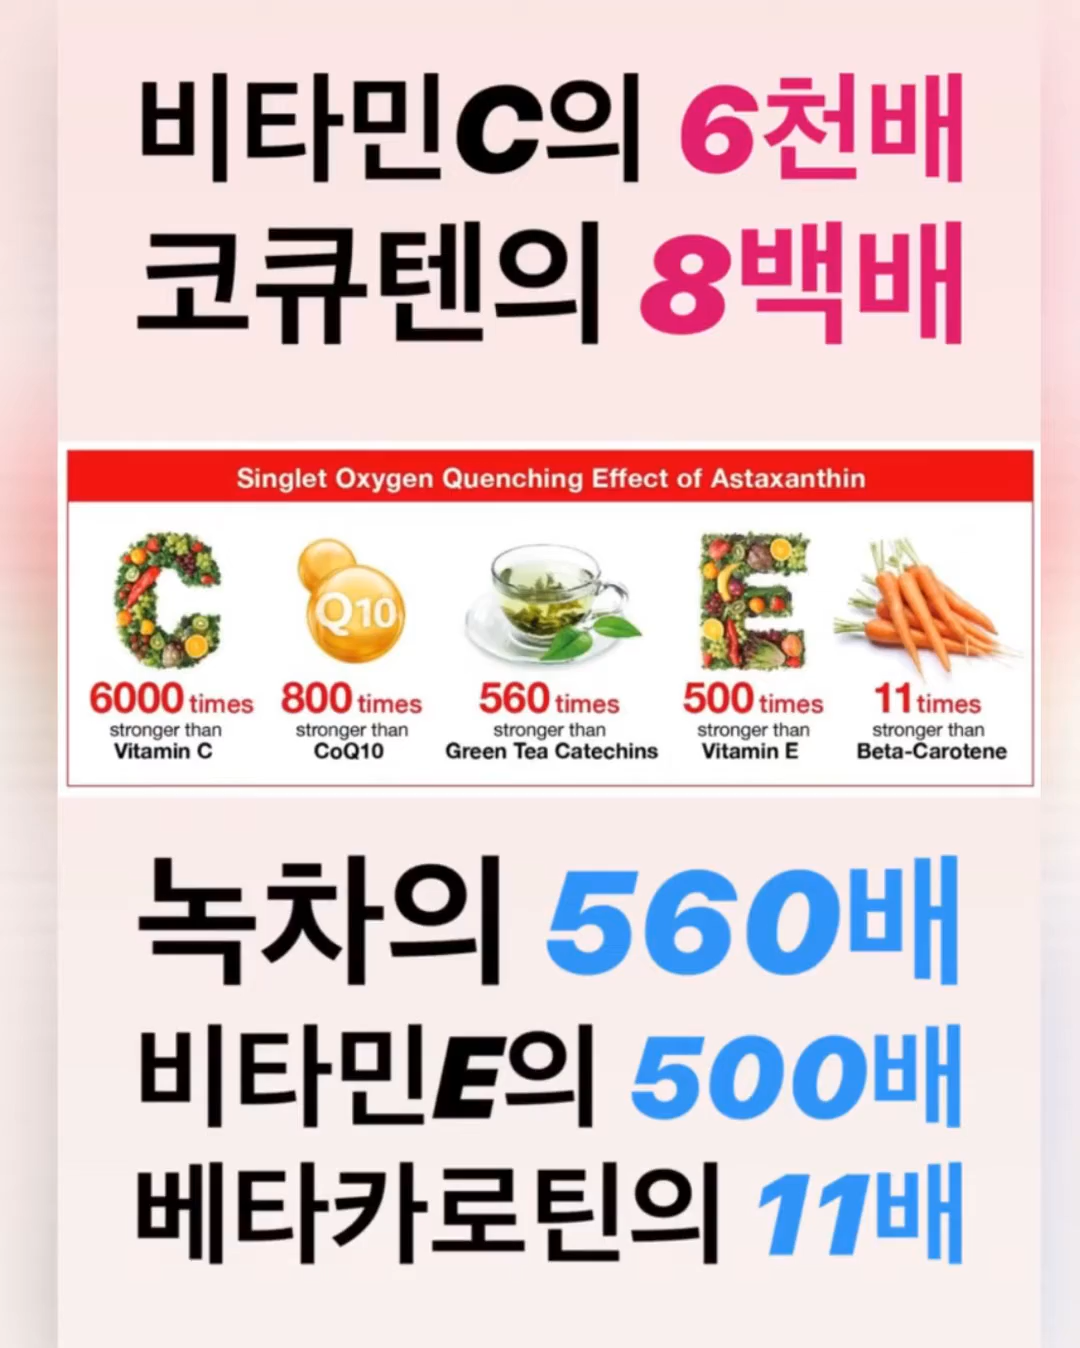 비타민C의 6천배
코큐텐의 8백배
Singlet Oxygen Quenching Effect of Astaxanthin
Q10
6000 times
stronger than
Vitamin C
800 times
stronger than
CoQ10
560 times
stronger than
Green Tea Catechins
500 times
stronger than
Vitamin E
11 times
stronger than
Beta-Carotene
녹차의 560배
비타민E의 500배
베타카로틴의 11배